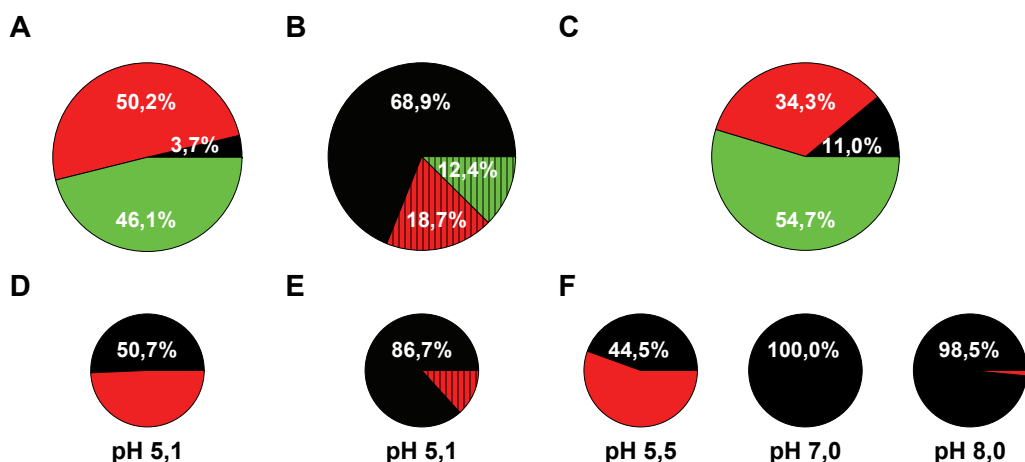 A
B
C
50,2%
3,7%
46,1%
68,9%
12,4%
18,7%
34,3%
11,0%
54,7%
D
E
F
50,7%
86,7%
44,5%
100,0%
98,5%
pH 5,1
pH 5,1
pH 5,5
pH 7,0
pH 8,0